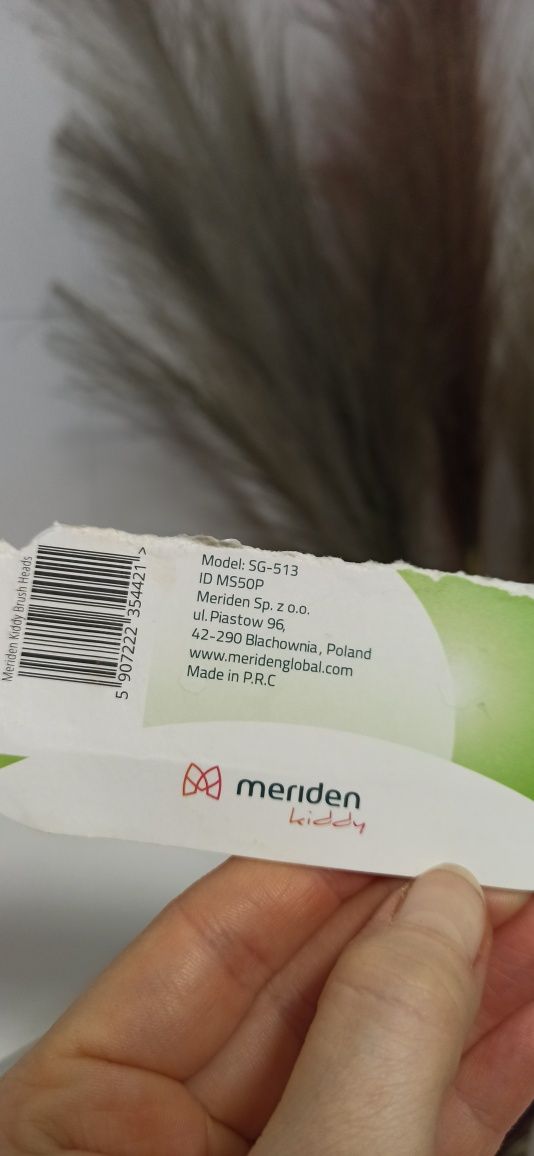 Meriden Kiddy Brush Heads
5 907222 354421 >
Model: SG-513
ID MS50P
Meriden Sp. z o.o.
ul.Piastow 96,
42-290 Blachownia, Poland
www.meridenglobal.com
Made in P.R.C
meriden
kiddy